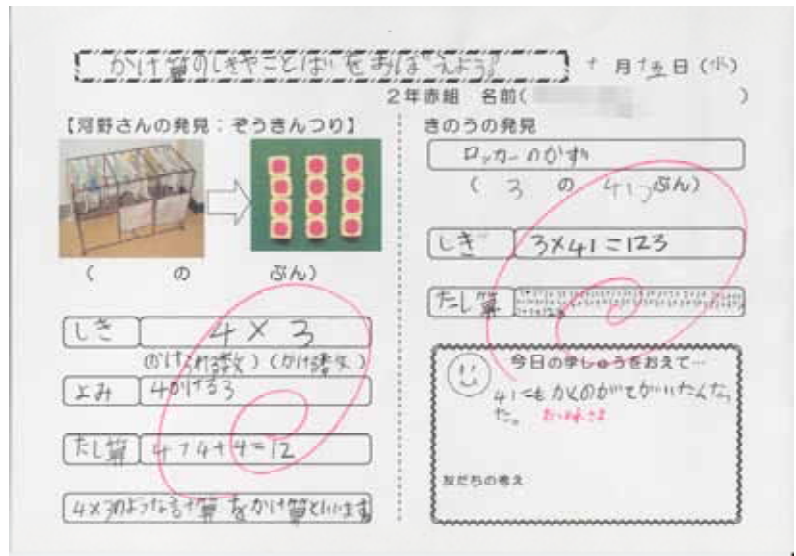 かけ算のしきやことばをおぼえよう!
十月十五日(水)
2年赤組 名前( )
【河野さんの発見:ぞうきんつり】
( の ぶん)
しき 4×3
(かけられる数)(かける数)
よみ 4かける3
たし算 4+4+4=12
4×3のような計算をかけ算といいます
きのうの発見
ロッカーのかず
( 3 の 41つぶん)
しき 3×41=123
たし算
今日の学しゅうをおえて…
41こもかくのがてがいたくなっ
た。
友だちの考え